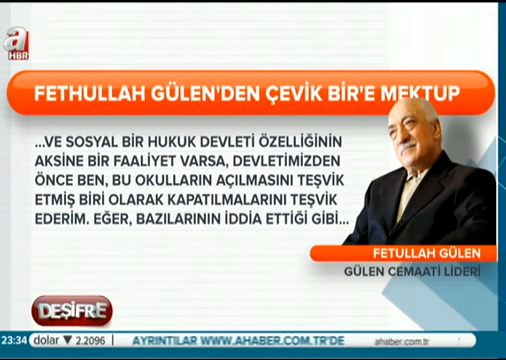 a
HBR
FETHULLAH GÜLEN'DEN ÇEVİK BİR'E MEKTUP
...VE SOSYAL BİR HUKUK DEVLETİ ÖZELLİĞİNİN
AKSİNE BİR FAALİYET VARSA, DEVLETİMİZDEN
ÖNCE BEN, BU OKULLARIN AÇILMASINI TEŞVİK
ETMİŞ BİRİ OLARAK KAPATILMALARINI TEŞVİK
EDERİM. EĞER, BAZILARININ İDDİA ETTİĞİ GİBİ...
FETULLAH GÜLEN
GÜLEN CEMAATİ LİDERİ
DEŞİFRE
23:34 dolar ▼ 2.2096 AYRINTILAR WWW.AHABER.COM.TR'DE ahaber.com.tr